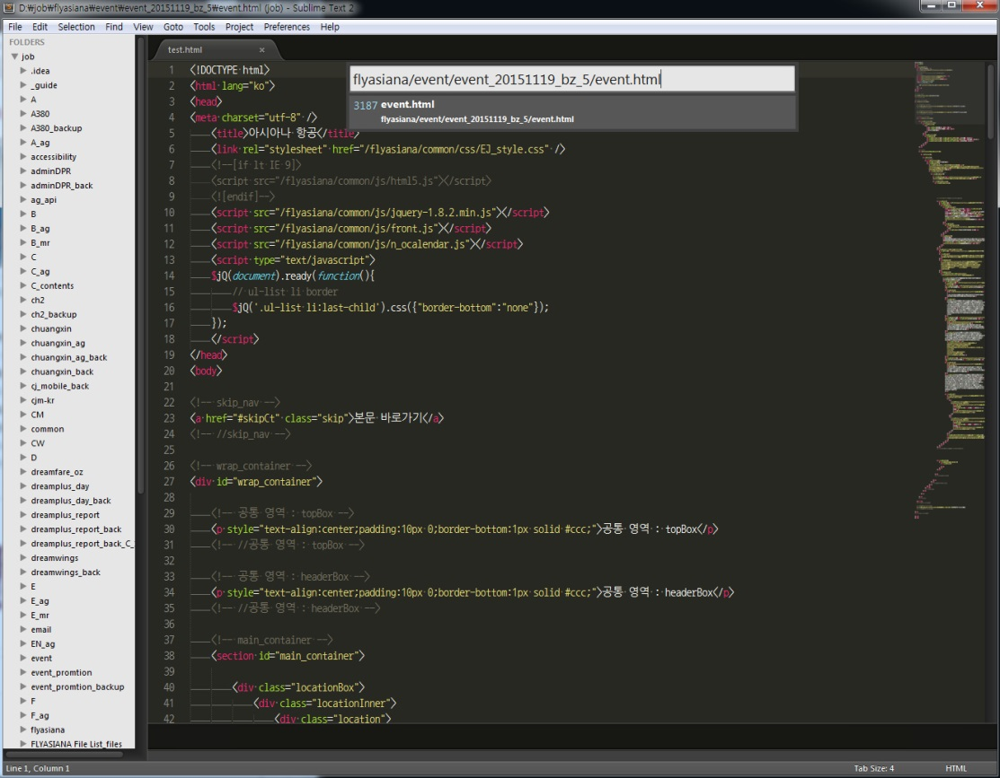 D:₩job₩flyasiana₩event₩event_20151119_bz_5₩event.html (job) - Sublime Text 2
File Edit Selection Find View Goto Tools Project Preferences Help
FOLDERS
job
.idea
_guide
A
A380
A380_backup
A_ag
accessibility
adminDPR
adminDPR_back
ag_api
B
B_ag
B_mr
C
C_ag
C_contents
ch2
ch2_backup
chuangxin
chuangxin_ag
chuangxin_ag_back
chuangxin_back
cj_mobile_back
cjm-kr
CM
common
CW
D
dreamfare_oz
dreamplus_day
dreamplus_day_back
dreamplus_report
dreamplus_report_back
dreamplus_report_back_C_
dreamwings
dreamwings_back
E
E_ag
E_mr
email
EN_ag
event
event_promtion
event_promtion_backup
F
F_ag
flyasiana
FLYASIANA File List_files
test.html ×
flyasiana/event/event_20151119_bz_5/event.html
3187 event.html
flyasiana/event/event_20151119_bz_5/event.html
1 <!DOCTYPE html>
2 <html lang="ko">
3 <head>
4 <meta charset="utf-8" />
5 <title>아시아나 항공</title>
6 <link rel="stylesheet" href="/flyasiana/common/css/EJ_style.css" />
7 <!--[if lt IE 9]>
8 <script src="/flyasiana/common/js/html5.js"></script>
9 <![endif]-->
10 <script src="/flyasiana/common/js/jquery-1.8.2.min.js"></script>
11 <script src="/flyasiana/common/js/front.js"></script>
12 <script src="/flyasiana/common/js/n_ocalendar.js"></script>
13 <script type="text/javascript">
14 $jQ(document).ready(function(){
15 // ul-list li border
16 $jQ('.ul-list li:last-child').css({"border-bottom":"none"});
17 });
18 </script>
19 </head>
20 <body>
21
22 <!-- skip_nav -->
23 <a href="#skipCt" class="skip">본문 바로가기</a>
24 <!-- //skip_nav -->
25
26 <!-- wrap_container -->
27 <div id="wrap_container">
28
29 <!-- 공통 영역 : topBox -->
30 <p style="text-align:center;padding:10px 0;border-bottom:1px solid #ccc;">공통 영역 : topBox</p>
31 <!-- //공통 영역 : topBox -->
32
33 <!-- 공통 영역 : headerBox -->
34 <p style="text-align:center;padding:10px 0;border-bottom:1px solid #ccc;">공통 영역 : headerBox</p>
35 <!-- //공통 영역 : headerBox -->
36
37 <!-- main_container -->
38 <section id="main_container">
39
40 <div class="locationBox">
41 <div class="locationInner">
42 <div class="location">
Line 1, Column 1 Tab Size: 4 HTML